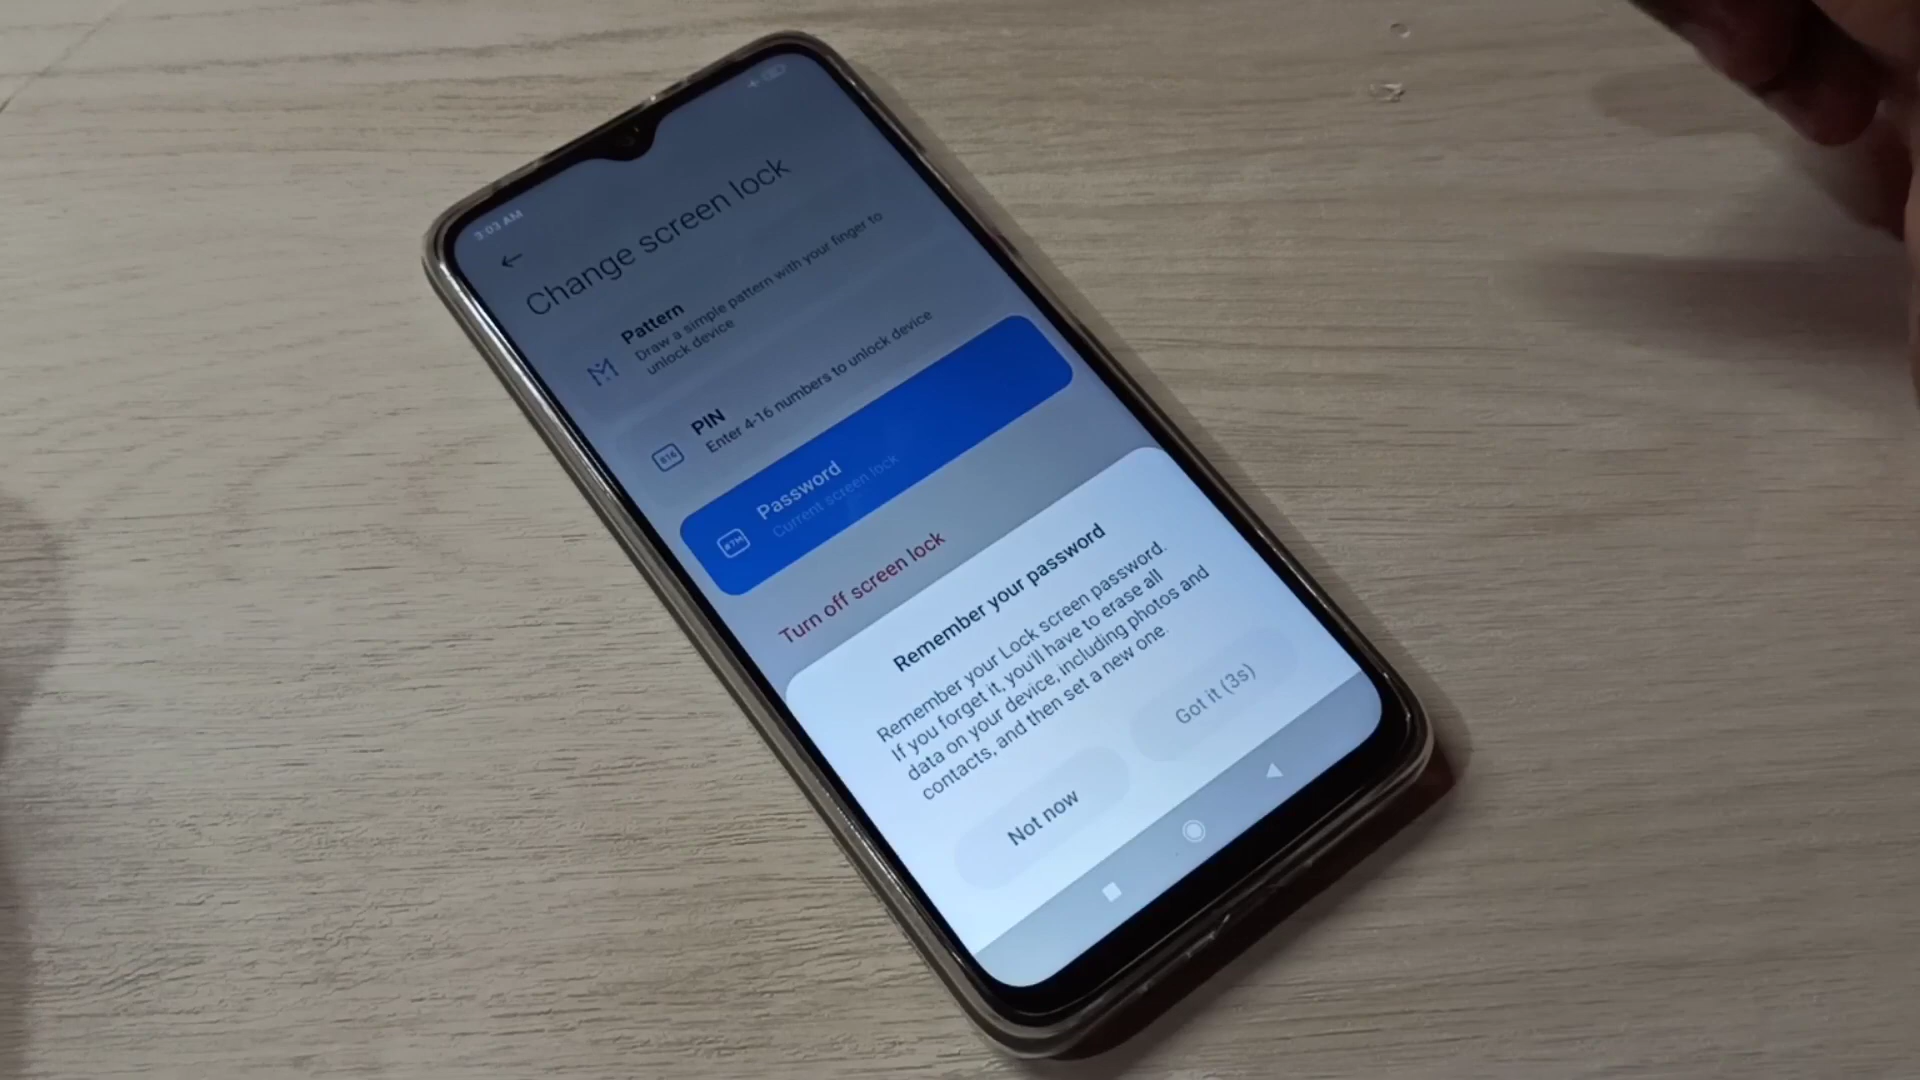 3:03 AM
Change screen lock
Pattern
Draw a simple pattern with your finger to
unlock device
PIN
Enter 4-16 numbers to unlock device
Password
Current screen lock
Turn off screen lock
Remember your password
Remember your Lock screen password.
If you forget it, you'll have to erase all
data on your device, including photos and
contacts, and then set a new one.
Not now
Got it (3s)